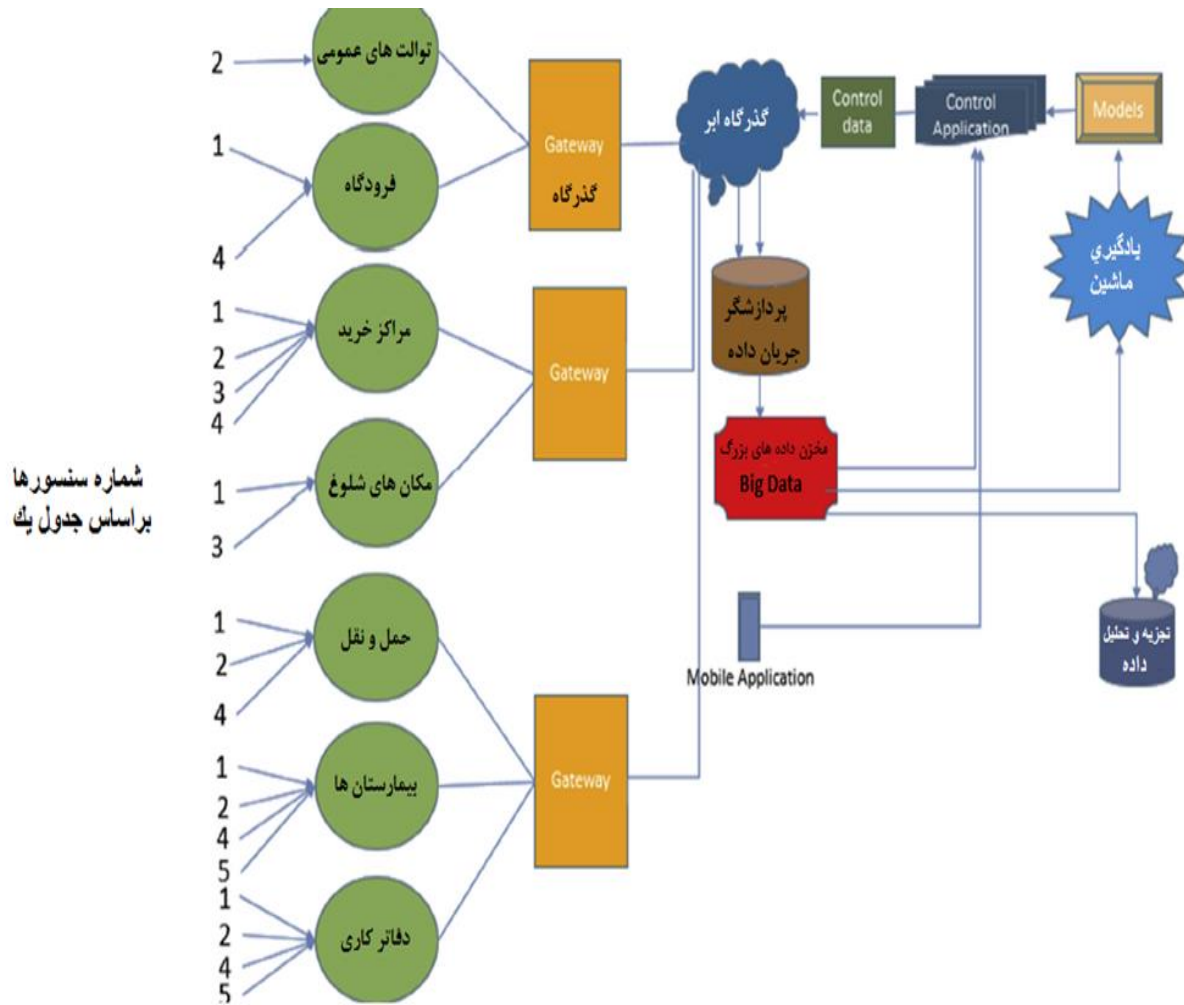 شماره سنسورها
براساس جدول يك
2
1
4
1
2
3
4
1
3
1
2
4
1
2
4
5
1
2
4
5
توالت های عمومی
فرودگاه
مراکز خرید
مکان های شلوغ
حمل و نقل
بیمارستان ها
دفاتر کاری
Gateway
گذرگاه
Gateway
Gateway
گذرگاه ابر
Control
data
Control
Application
Models
يادگيري
ماشين
پردازشگر
جریان داده
مخزن داده های بزرگ
Big Data
Mobile Application
تجزیه و تحلیل
داده